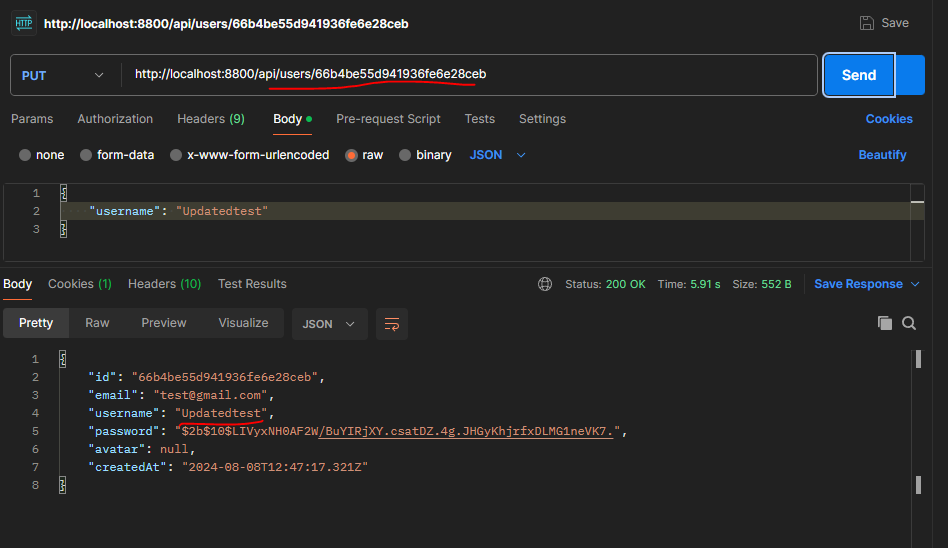 HTTP http://localhost:8800/api/users/66b4be55d941936fe6e28ceb Save
PUT http://localhost:8800/api/users/66b4be55d941936fe6e28ceb Send
Params Authorization Headers (9) Body Pre-request Script Tests Settings Cookies
none form-data x-www-form-urlencoded raw binary JSON Beautify
1 {
2 "username": "Updatedtest"
3 }
Body Cookies (1) Headers (10) Test Results Status: 200 OK Time: 5.91 s Size: 552 B Save Response
Pretty Raw Preview Visualize JSON
1 {
2 "id": "66b4be55d941936fe6e28ceb",
3 "email": "test@gmail.com",
4 "username": "Updatedtest",
5 "password": "$2b$10$LIVyxNH0AF2W/BuYIRjXY.csatDZ.4g.JHGyKhjrfxDLMG1neVK7.",
6 "avatar": null,
7 "createdAt": "2024-08-08T12:47:17.321Z"
8 }